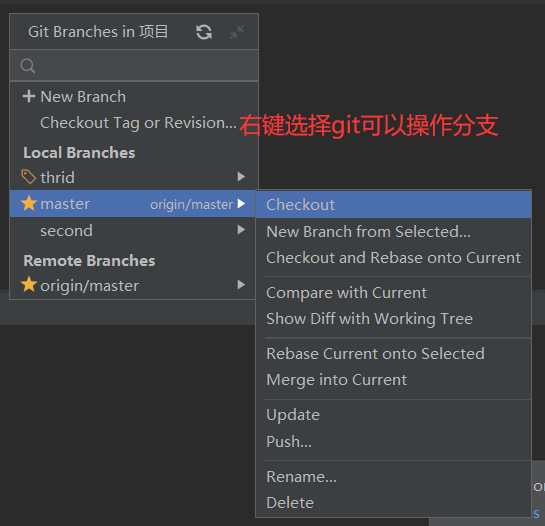 Git Branches in 项目
New Branch
Checkout Tag or Revision...
右键选择git可以操作分支
Local Branches
thrid
master origin/master
second
Remote Branches
origin/master
Checkout
New Branch from Selected...
Checkout and Rebase onto Current
Compare with Current
Show Diff with Working Tree
Rebase Current onto Selected
Merge into Current
Update
Push...
Rename...
Delete